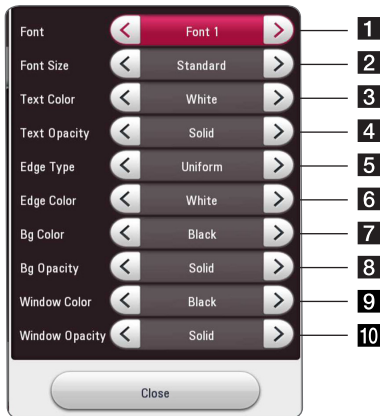 Font Font 1 1
Font Size Standard 2
Text Color White 3
Text Opacity Solid 4
Edge Type Uniform 5
Edge Color White 6
Bg Color Black 7
Bg Opacity Solid 8
Window Color Black 9
Window Opacity Solid 10
Close